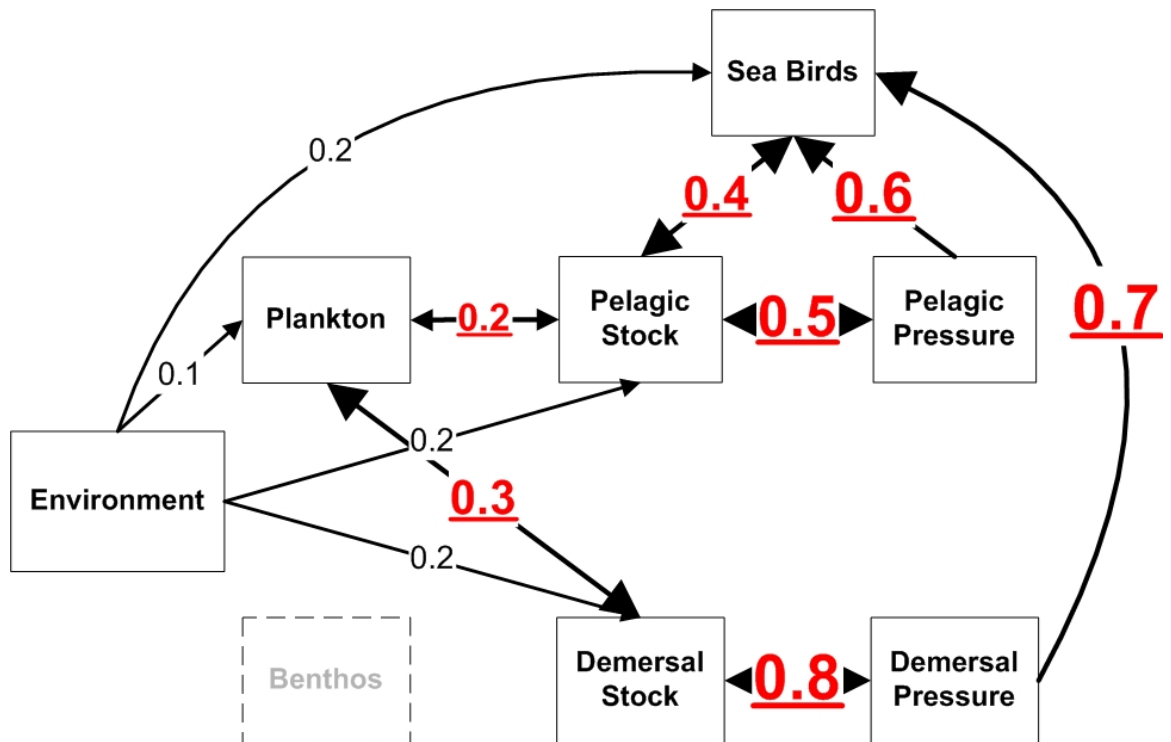 Sea Birds
0.2
0.4
0.6
Plankton
0.2
Pelagic
Stock
0.5
Pelagic
Pressure
0.7
0.1
0.2
Environment
0.3
0.2
Benthos
Demersal
Stock
0.8
Demersal
Pressure